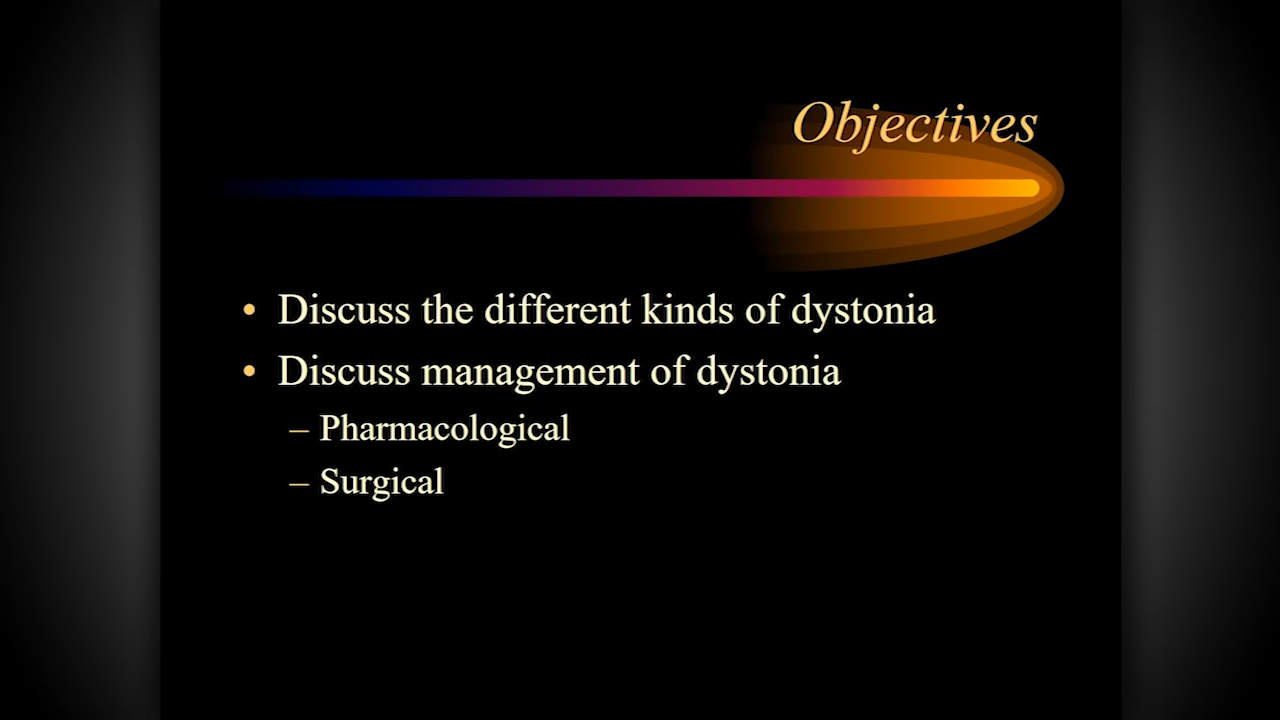 Objectives
• Discuss the different kinds of dystonia
• Discuss management of dystonia
– Pharmacological
– Surgical